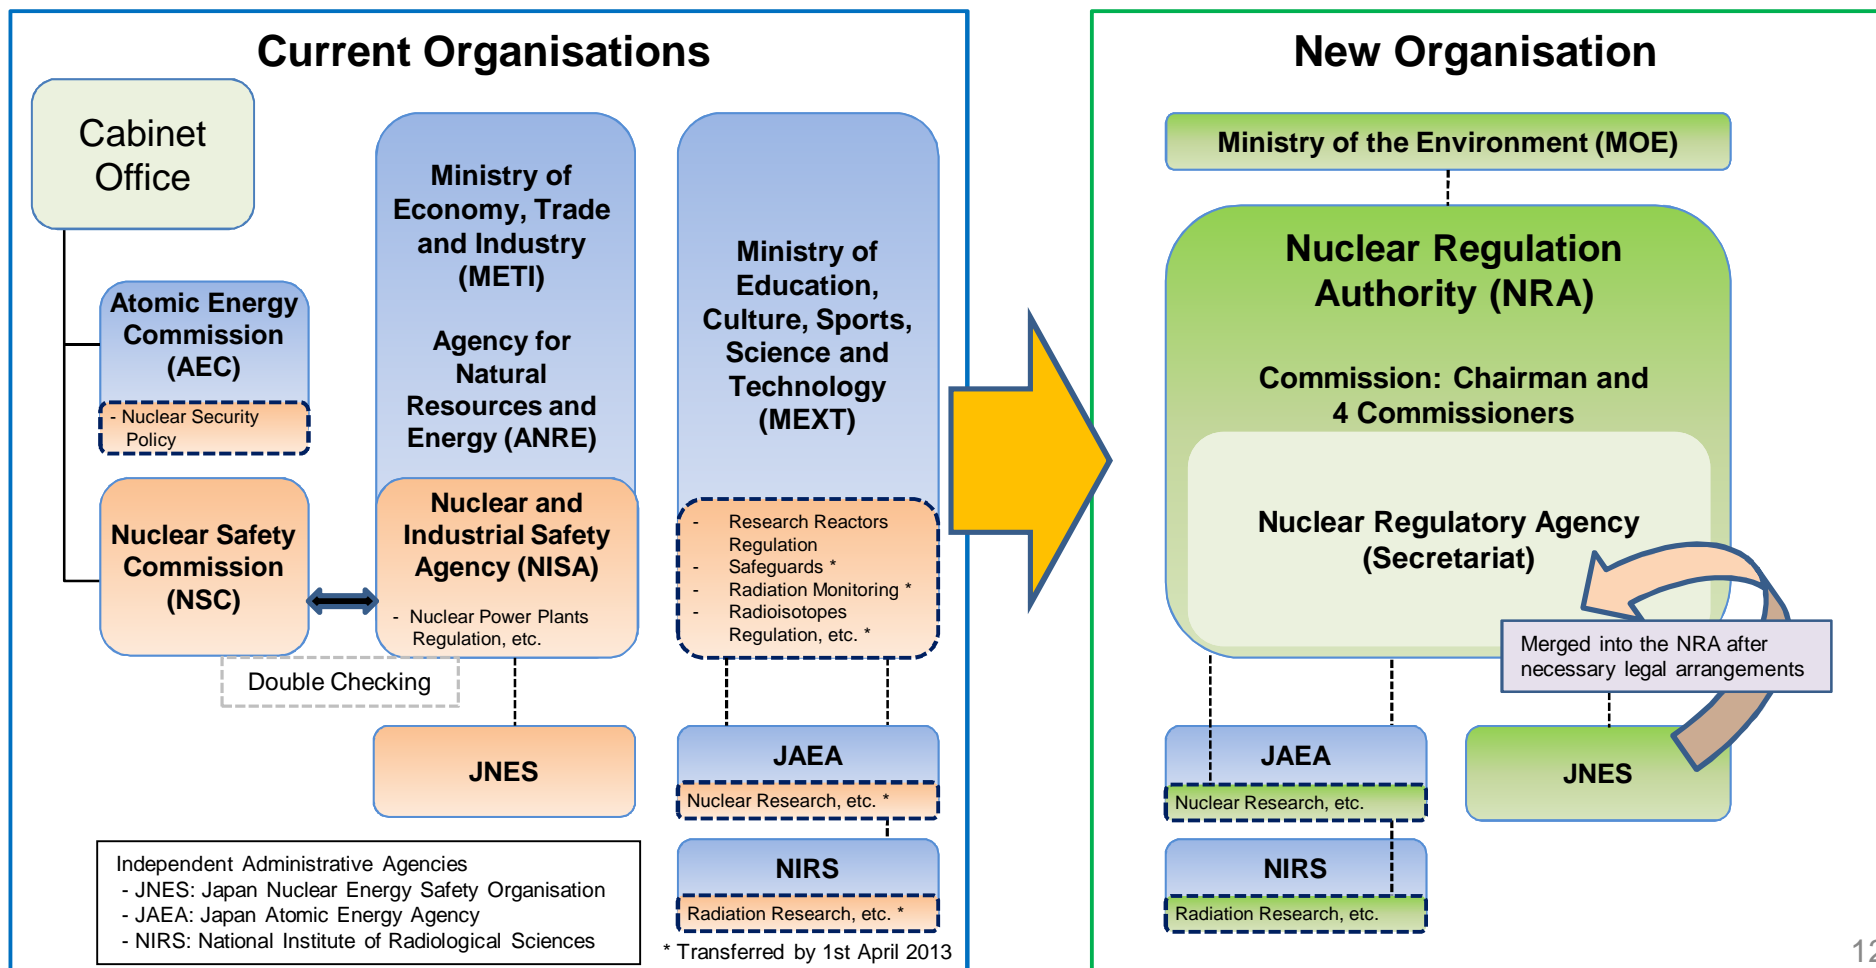 Current Organisations
Cabinet
Office
Atomic Energy
Commission
(AEC)
- Nuclear Security
Policy
Nuclear Safety
Commission
(NSC)
Ministry of
Economy, Trade
and Industry
(METI)
Agency for
Natural
Resources and
Energy (ANRE)
Nuclear and
Industrial Safety
Agency (NISA)
- Nuclear Power Plants
Regulation, etc.
Double Checking
JNES
Ministry of
Education,
Culture, Sports,
Science and
Technology
(MEXT)
- Research Reactors
Regulation
- Safeguards *
- Radiation Monitoring *
- Radioisotopes
Regulation, etc. *
JAEA
Nuclear Research, etc. *
NIRS
Radiation Research, etc. *
Independent Administrative Agencies
- JNES: Japan Nuclear Energy Safety Organisation
- JAEA: Japan Atomic Energy Agency
- NIRS: National Institute of Radiological Sciences
* Transferred by 1st April 2013
New Organisation
Ministry of the Environment (MOE)
Nuclear Regulation
Authority (NRA)
Commission: Chairman and
4 Commissioners
Nuclear Regulatory Agency
(Secretariat)
Merged into the NRA after
necessary legal arrangements
JAEA
Nuclear Research, etc.
NIRS
Radiation Research, etc.
JNES
12